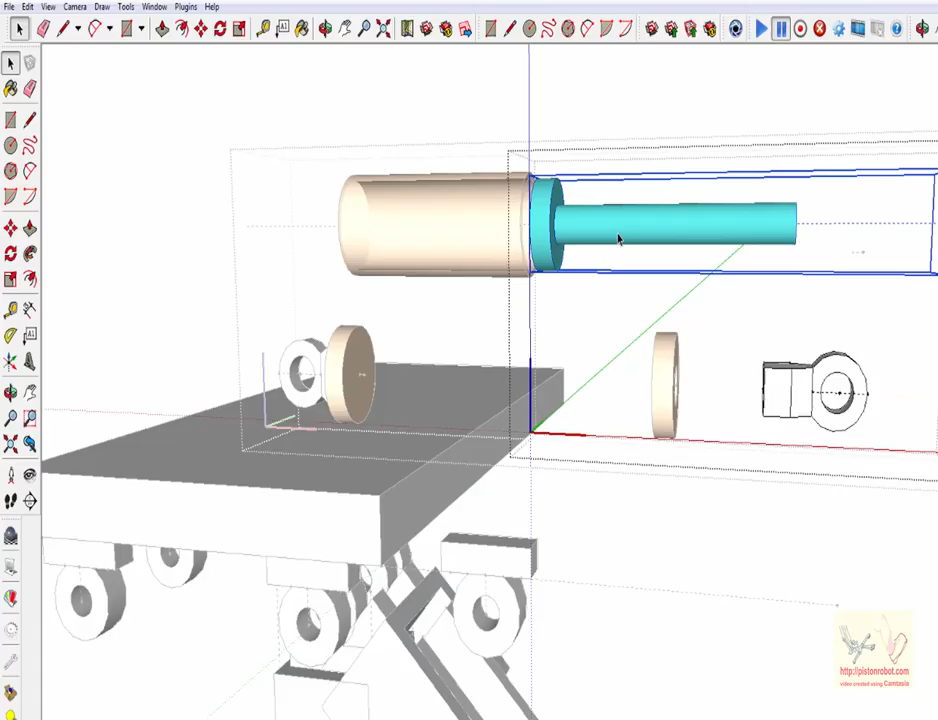 File Edit View Camera Draw Tools Window Plugins Help
http://pistonrobot.com
video created using Camtasia